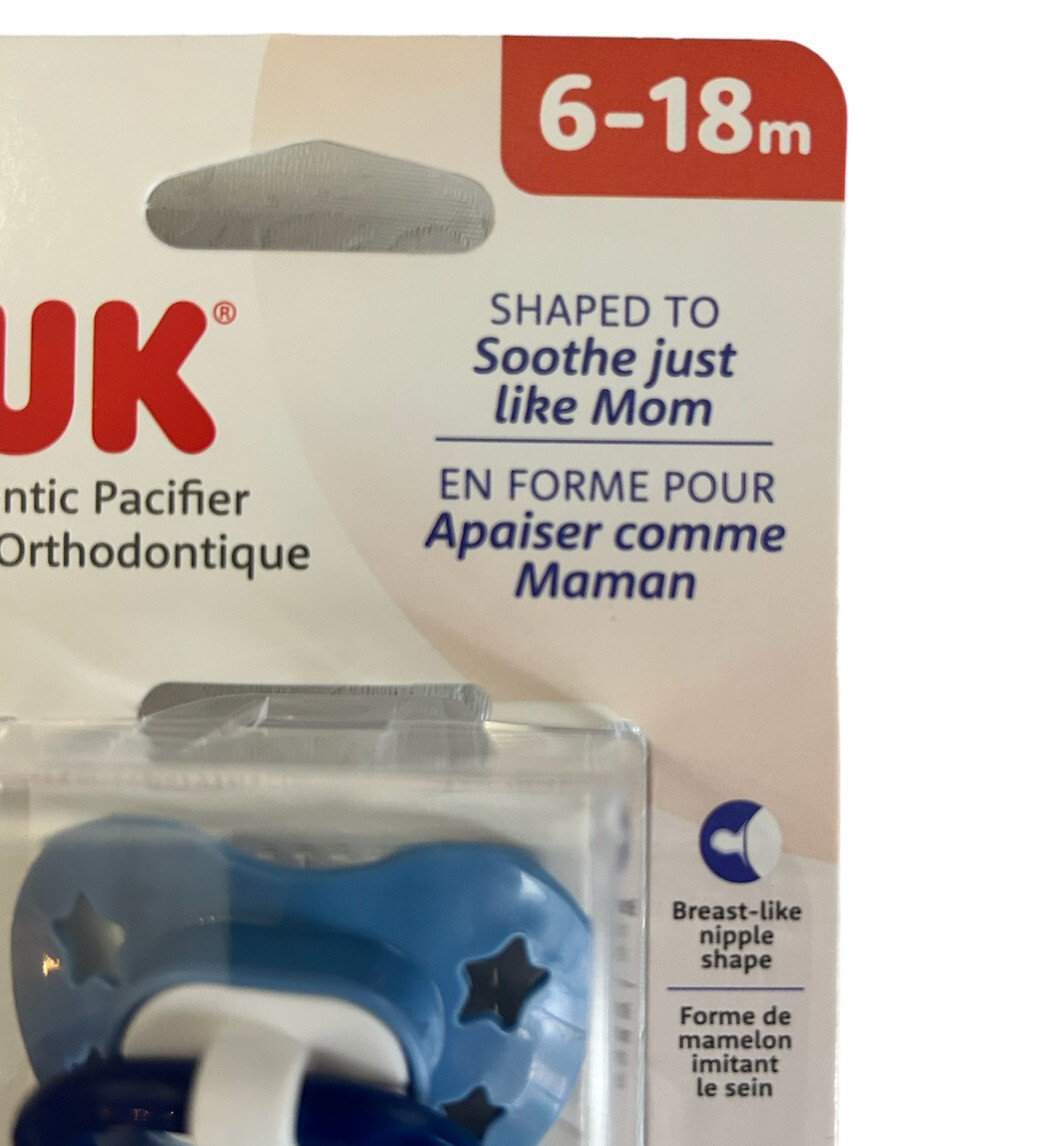 6-18m
UK®
ntic Pacifier
Orthodontique
SHAPED TO
Soothe just
like Mom
EN FORME POUR
Apaiser comme
Maman
Breast-like
nipple
shape
Forme de
mamelon
imitant
le sein